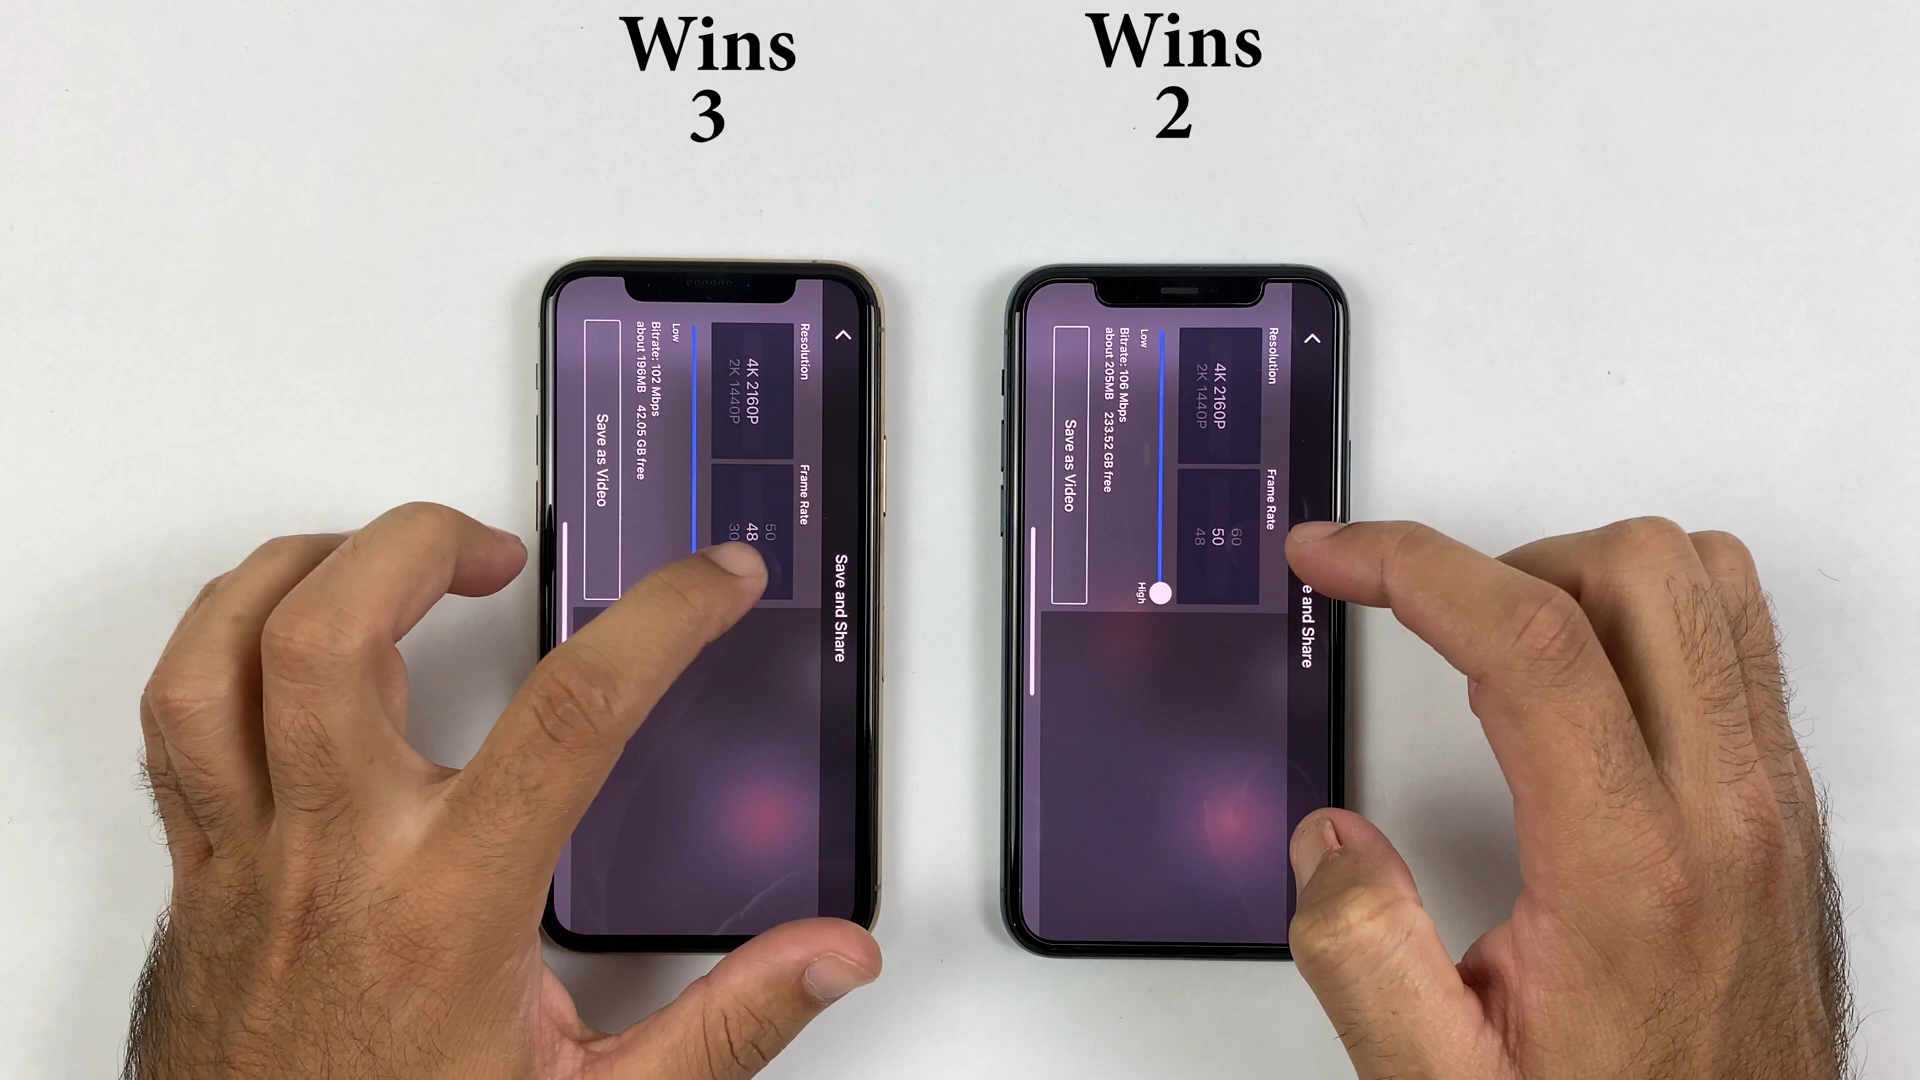 Wins
3
Wins
2
Save and Share
Resolution
Frame Rate
4K 2160P
2K 1440P
50
48
30
Low
Bitrate: 102 Mbps
about 196MB 42.05 GB free
Save as Video
e and Share
Resolution
Frame Rate
4K 2160P
2K 1440P
60
50
48
Low
High
Bitrate: 106 Mbps
about 205MB 233.52 GB free
Save as Video